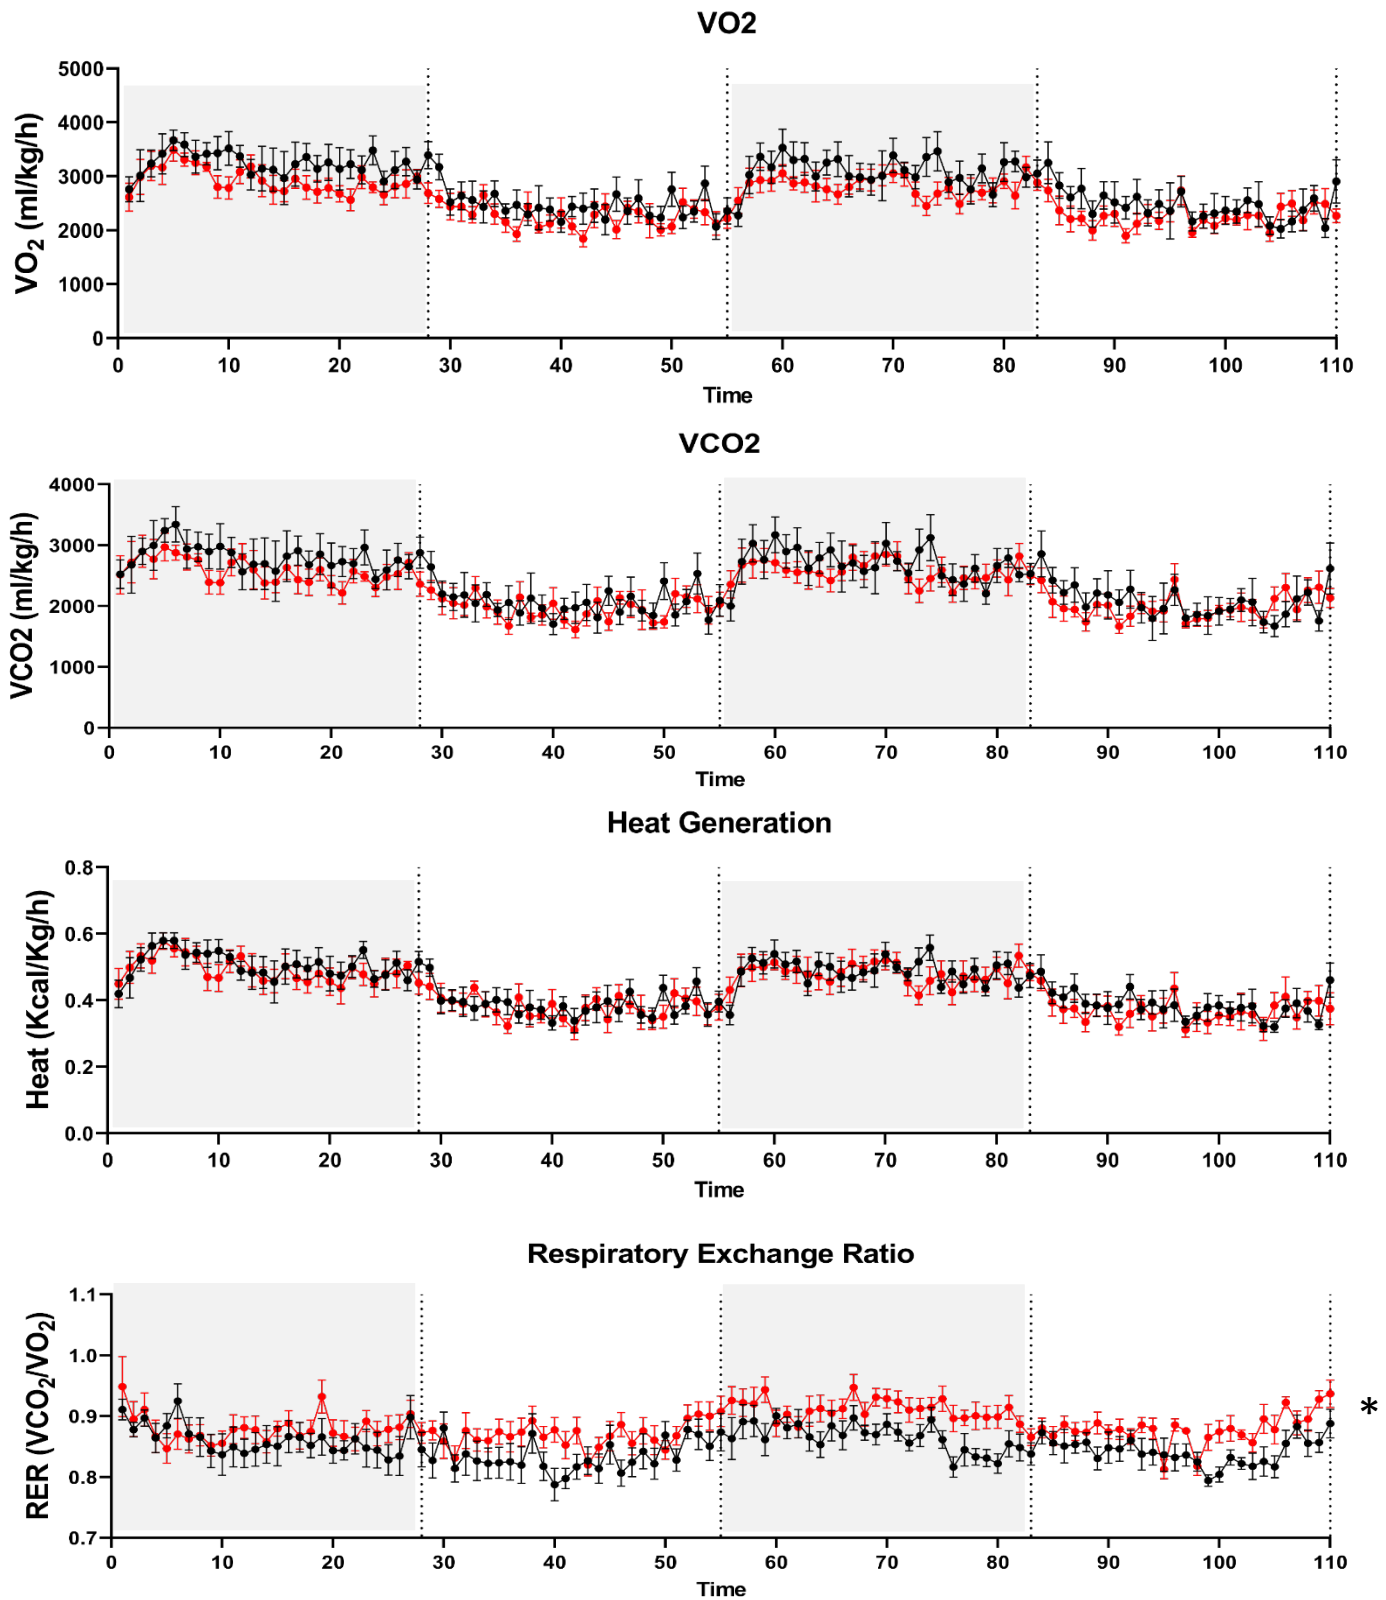 VO2
VO2 (ml/kg/h)
5000
4000
3000
2000
1000
0
0 10 20 30 40 50 60 70 80 90 100 110
Time
VCO2
VCO2 (ml/kg/h)
4000
3000
2000
1000
0
0 10 20 30 40 50 60 70 80 90 100 110
Time
Heat Generation
Heat (Kcal/Kg/h)
0.8
0.6
0.4
0.2
0.0
0 10 20 30 40 50 60 70 80 90 100 110
Time
Respiratory Exchange Ratio
RER (VCO2/VO2)
1.1
1.0
0.9
0.8
0.7
*
0 10 20 30 40 50 60 70 80 90 100 110
Time